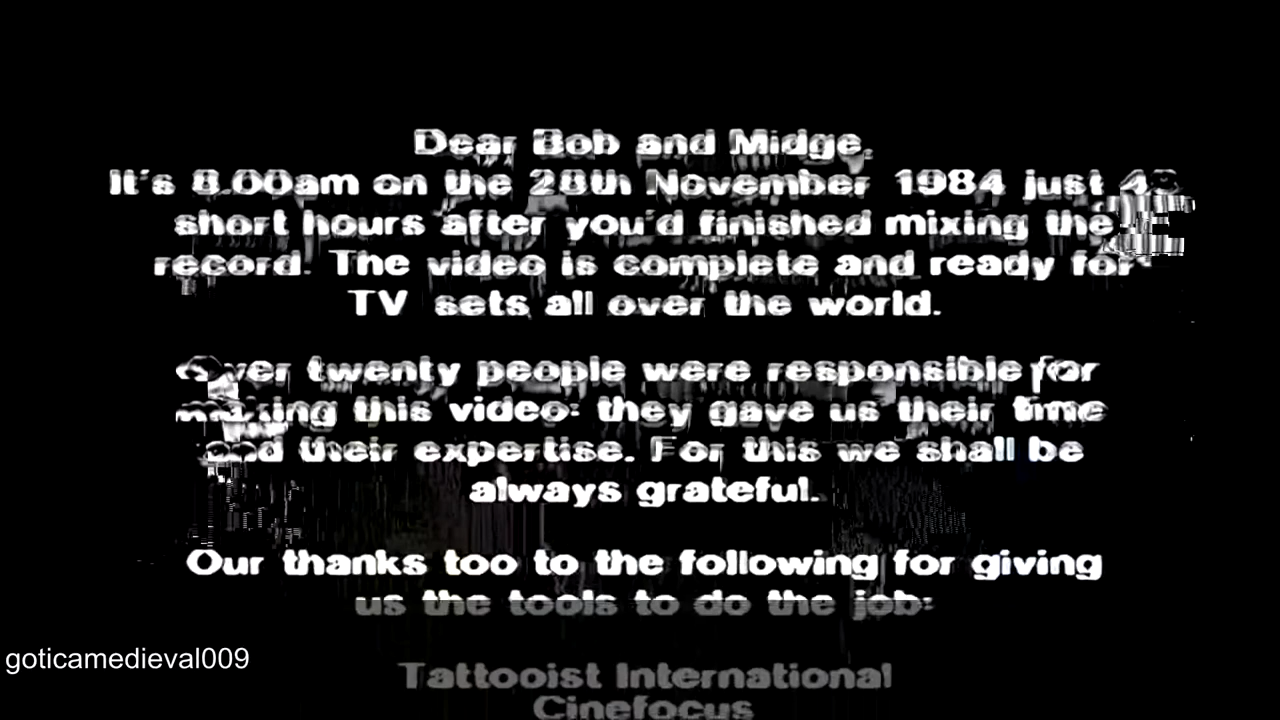 Dear Bob and Midge,
It's 8.00am on the 28th November 1984 just 48
short hours after you'd finished mixing the
record. The video is complete and ready for
TV sets all over the world.
Over twenty people were responsible for
making this video: they gave us their time
and their expertise. For this we shall be
always grateful.
Our thanks too to the following for giving
us the tools to do the job:
Tattooist International
Cinefocus
goticamedieval009